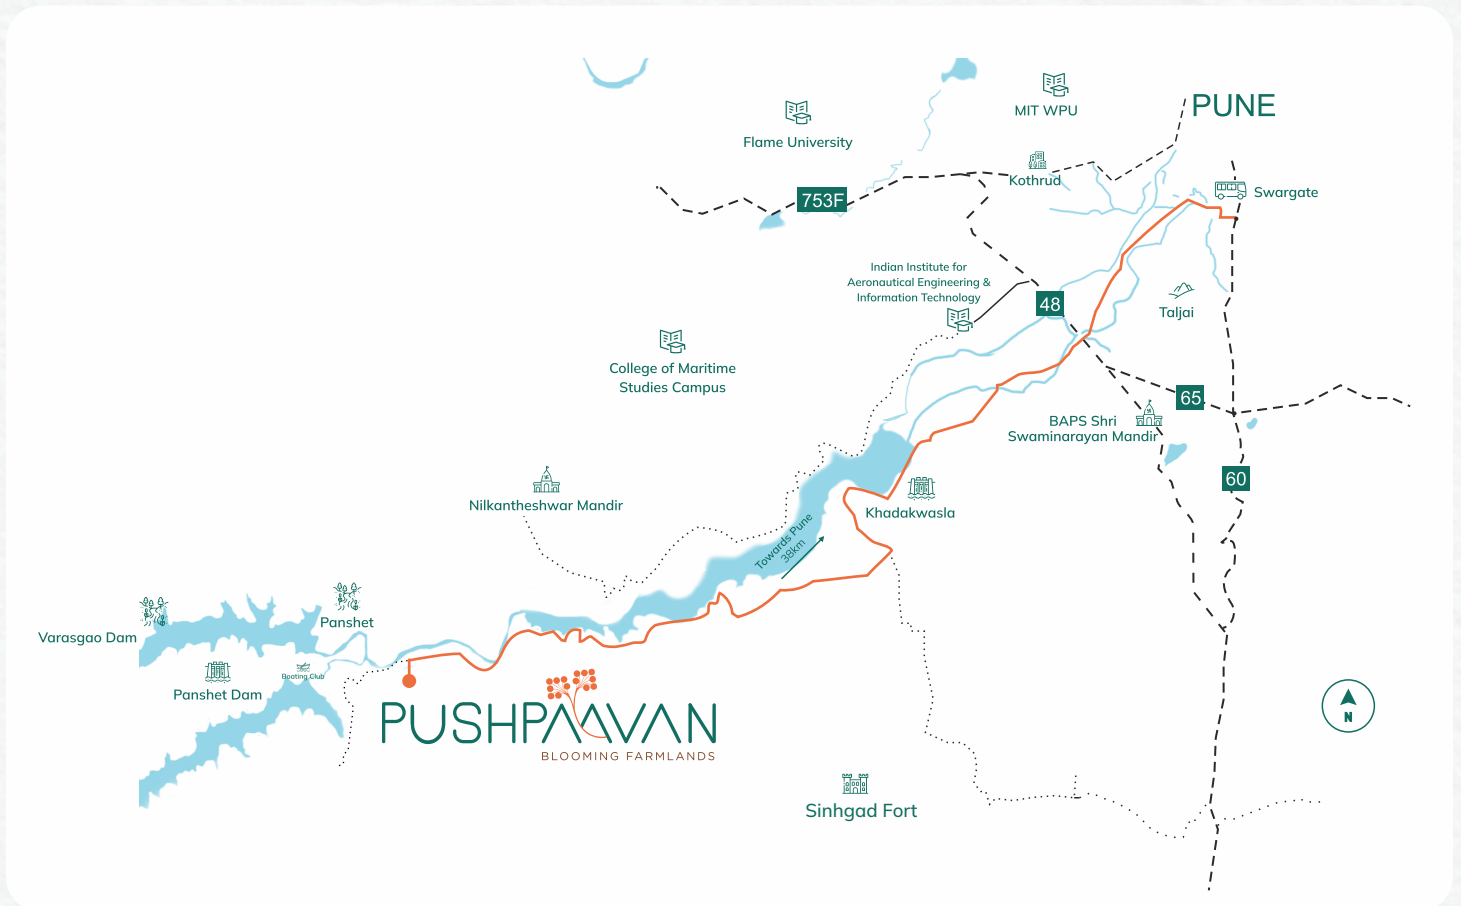 MIT WPU
PUNE
Flame University
Kothrud
753F
Swargate
Indian Institute for
Aeronautical Engineering &
Information Technology
48
Taljai
College of Maritime
Studies Campus
65
BAPS Shri
Swaminarayan Mandir
60
Nilkantheshwar Mandir
Khadakwasla
Towards Pune
38km
Panshet
Varasgao Dam
Boating Club
Panshet Dam
PUSHPAAVAN
BLOOMING FARMLANDS
N
Sinhgad Fort